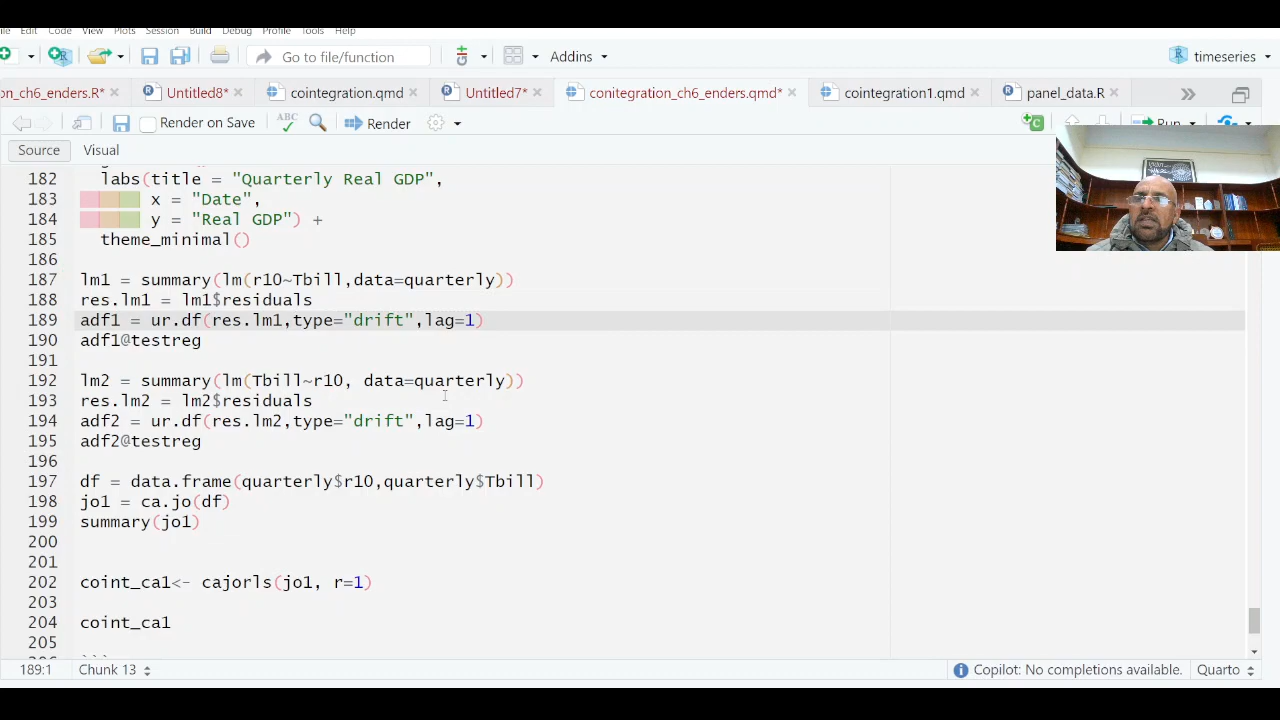 ile Edit Code View Plots Session Build Debug Profile Tools Help
Go to file/function Addins timeseries
on_ch6_enders.R* Untitled8* cointegration.qmd Untitled7* conitegration_ch6_enders.qmd* cointegration1.qmd panel_data.R
Render on Save ABC Render Run
Source Visual
182 labs(title = "Quarterly Real GDP",
183 x = "Date",
184 y = "Real GDP") +
185 theme_minimal()
186
187 lm1 = summary(lm(r10~Tbill,data=quarterly))
188 res.lm1 = lm1$residuals
189 adf1 = ur.df(res.lm1,type="drift",lag=1)
190 adf1@testreg
191
192 lm2 = summary(lm(Tbill~r10, data=quarterly))
193 res.lm2 = lm2$residuals
194 adf2 = ur.df(res.lm2,type="drift",lag=1)
195 adf2@testreg
196
197 df = data.frame(quarterly$r10,quarterly$Tbill)
198 jo1 = ca.jo(df)
199 summary(jo1)
200
201
202 coint_ca1<- cajorls(jo1, r=1)
203
204 coint_ca1
205
189:1 Chunk 13 Copilot: No completions available. Quarto